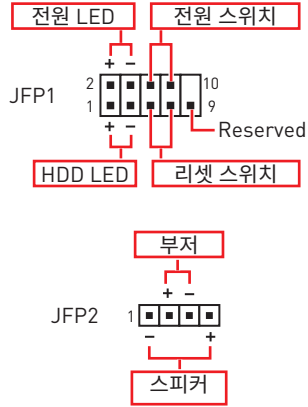 전원 LED 전원 스위치
+ −
2 10
JFP1
1 9
+ − Reserved
HDD LED 리셋 스위치
부저
+ −
JFP2 1
− +
스피커